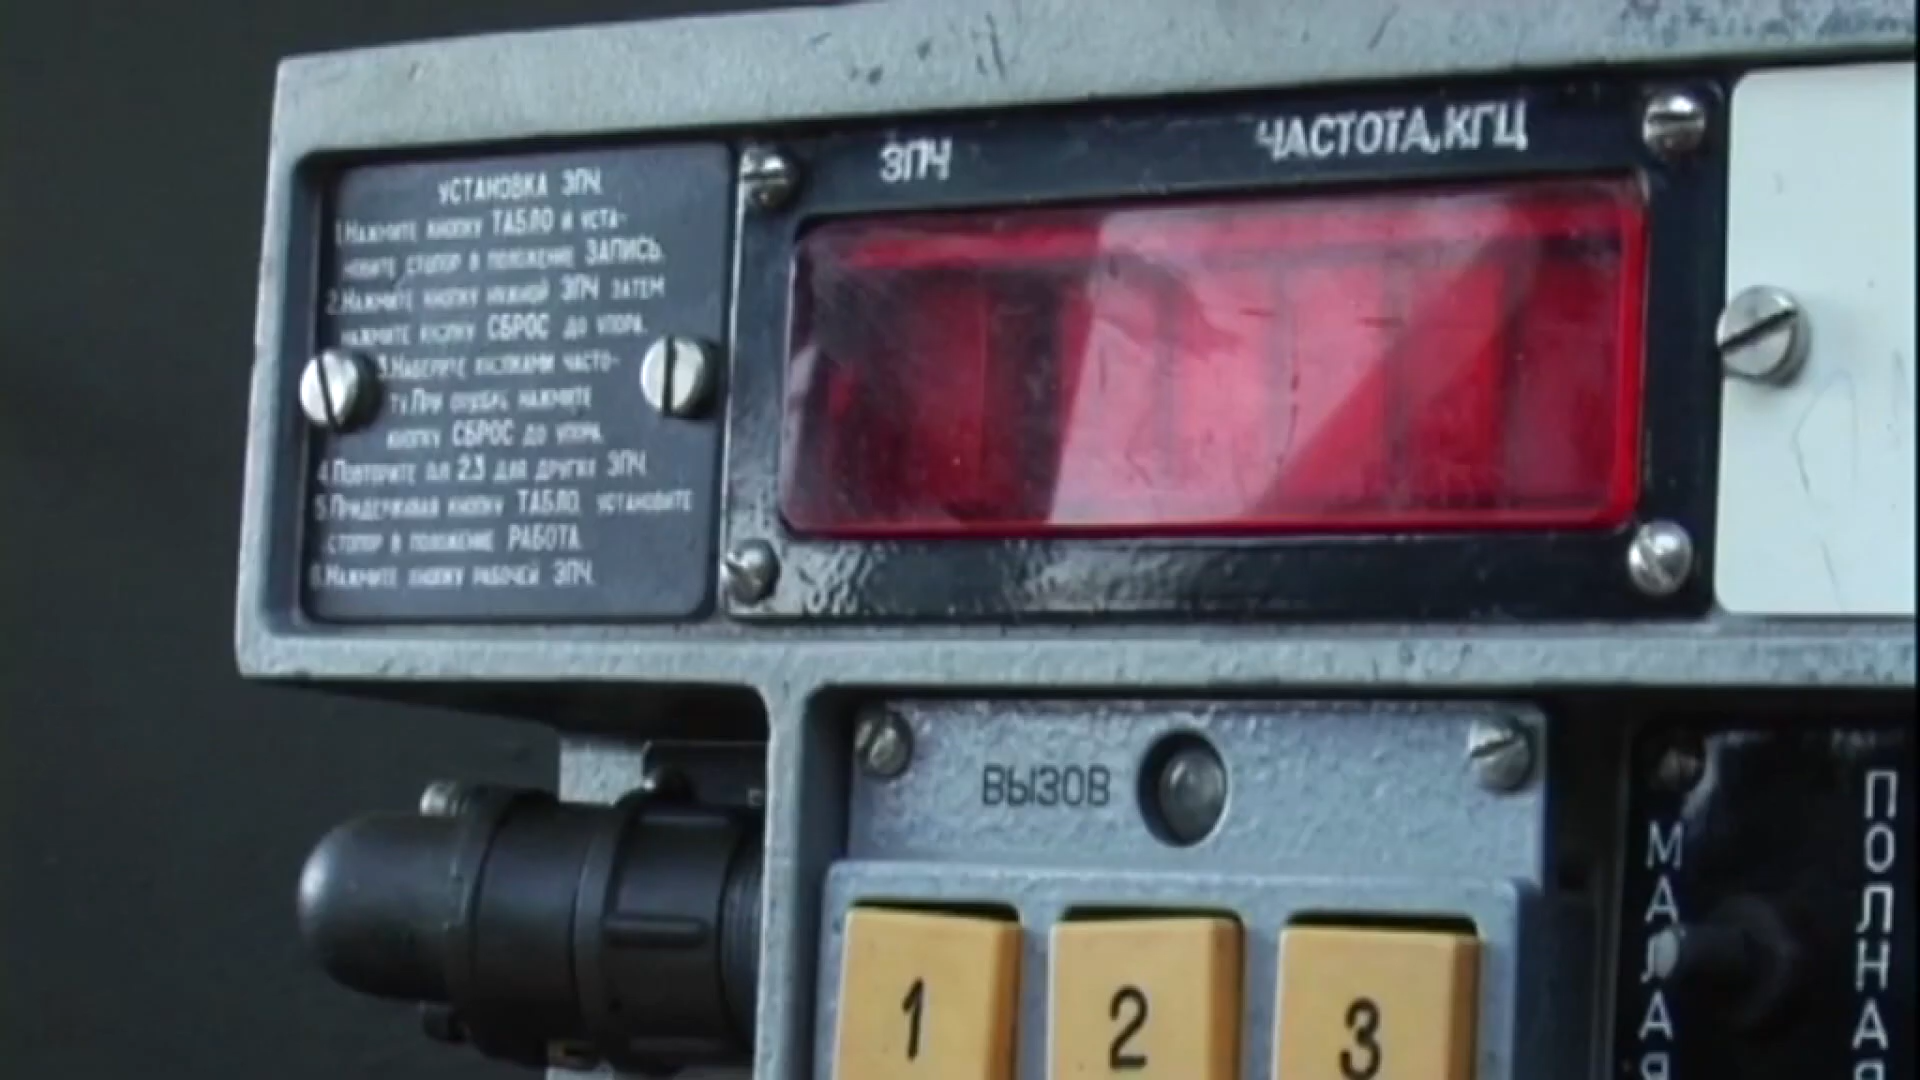 УСТАНОВКА ЗПЧ.
1.НАЖМИТЕ КНОПКУ ТАБЛО И УСТА-
НОВИТЕ СТОПОР В ПОЛОЖЕНИЕ ЗАПИСЬ.
2.НАЖМИТЕ КНОПКУ НУЖНОЙ ЗПЧ ЗАТЕМ
НАЖМИТЕ КНОПКУ СБРОС ДО УПОРА.
3.НАБЕРИТЕ КНОПКАМИ ЧАСТО-
ТУ.ПРИ ОШИБКЕ НАЖМИТЕ
КНОПКУ СБРОС ДО УПОРА.
4.ПОВТОРИТЕ ПП 2.3 ДЛЯ ДРУГИХ ЗПЧ.
5.ПРИДЕРЖИВАЯ КНОПКУ ТАБЛО, УСТАНОВИТЕ
СТОПОР В ПОЛОЖЕНИЕ РАБОТА.
6.НАЖМИТЕ КНОПКУ РАБОЧЕЙ ЗПЧ.
ЗПЧ ЧАСТОТА,КГЦ
ВЫЗОВ
1 2 3
МАЛАЯ
ПОЛНАЯ